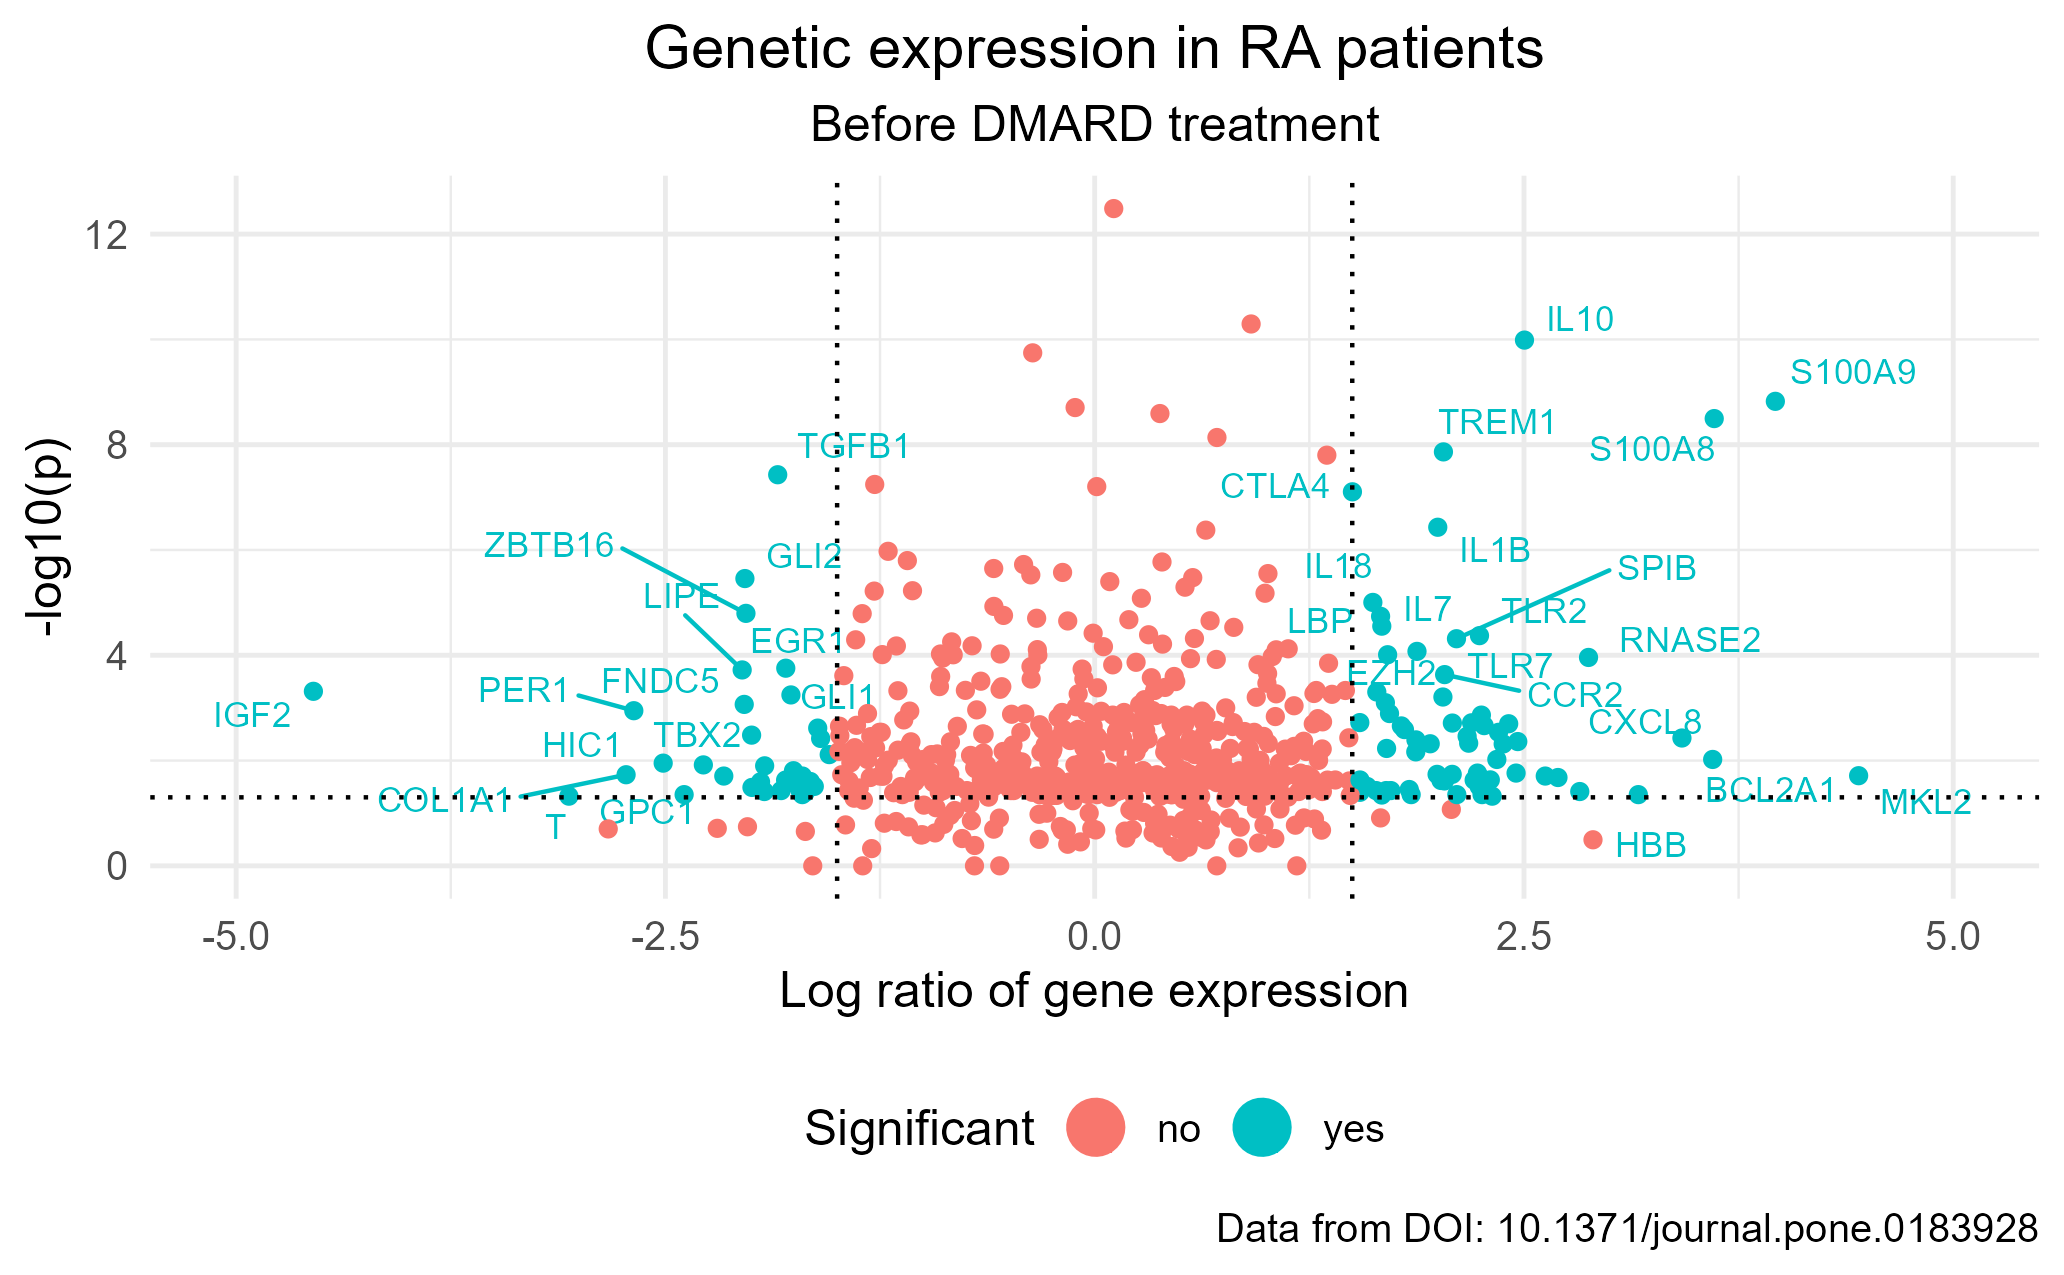 Genetic expression in RA patients
Before DMARD treatment
-log10(p)
12
8
4
0
IL10
S100A9
TREM1
S100A8
TGFB1
CTLA4
ZBTB16
GLI2
IL1B
IL18
SPIB
LIPE
IL7
TLR2
LBP
EGR1
RNASE2
TLR7
EZH2
FNDC5
PER1
GLI1
CCR2
IGF2
CXCL8
TBX2
HIC1
BCL2A1
COL1A1
MKL2
GPC1
T
HBB
-5.0
-2.5
0.0
2.5
5.0
Log ratio of gene expression
Significant no yes
Data from DOI: 10.1371/journal.pone.0183928